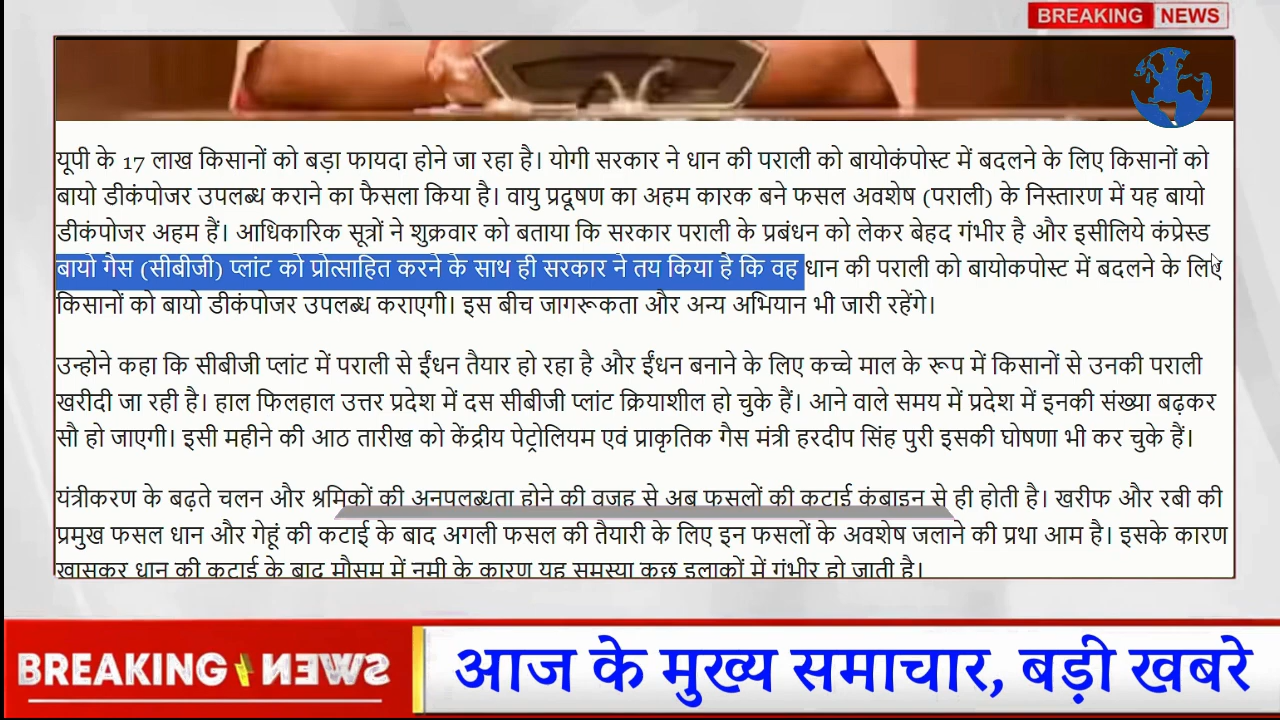 BREAKING NEWS
यूपी के 17 लाख किसानों को बड़ा फायदा होने जा रहा है। योगी सरकार ने धान की पराली को बायोकंपोस्ट में बदलने के लिए किसानों को
बायो डीकंपोजर उपलब्ध कराने का फैसला किया है। वायु प्रदूषण का अहम कारक बने फसल अवशेष (पराली) के निस्तारण में यह बायो
डीकंपोजर अहम हैं। आधिकारिक सूत्रों ने शुक्रवार को बताया कि सरकार पराली के प्रबंधन को लेकर बेहद गंभीर है और इसीलिये कंप्रेस्ड
बायो गैस (सीबीजी) प्लांट को प्रोत्साहित करने के साथ ही सरकार ने तय किया है कि वह धान की पराली को बायोकपोस्ट में बदलने के लिए
किसानों को बायो डीकंपोजर उपलब्ध कराएगी। इस बीच जागरूकता और अन्य अभियान भी जारी रहेंगे।
उन्होने कहा कि सीबीजी प्लांट में पराली से ईंधन तैयार हो रहा है और ईंधन बनाने के लिए कच्चे माल के रूप में किसानों से उनकी पराली
खरीदी जा रही है। हाल फिलहाल उत्तर प्रदेश में दस सीबीजी प्लांट क्रियाशील हो चुके हैं। आने वाले समय में प्रदेश में इनकी संख्या बढ़कर
सौ हो जाएगी। इसी महीने की आठ तारीख को केंद्रीय पेट्रोलियम एवं प्राकृतिक गैस मंत्री हरदीप सिंह पुरी इसकी घोषणा भी कर चुके हैं।
यंत्रीकरण के बढ़ते चलन और श्रमिकों की अनपलब्धता होने की वजह से अब फसलों की कटाई कंबाइन से ही होती है। खरीफ और रबी की
प्रमुख फसल धान और गेहूं की कटाई के बाद अगली फसल की तैयारी के लिए इन फसलों के अवशेष जलाने की प्रथा आम है। इसके कारण
खासकर धान की कटाई के बाद मौसम में नमी के कारण यह समस्या कुछ इलाकों में गंभीर हो जाती है।
BREAKING NEWS
आज के मुख्य समाचार, बड़ी खबरे